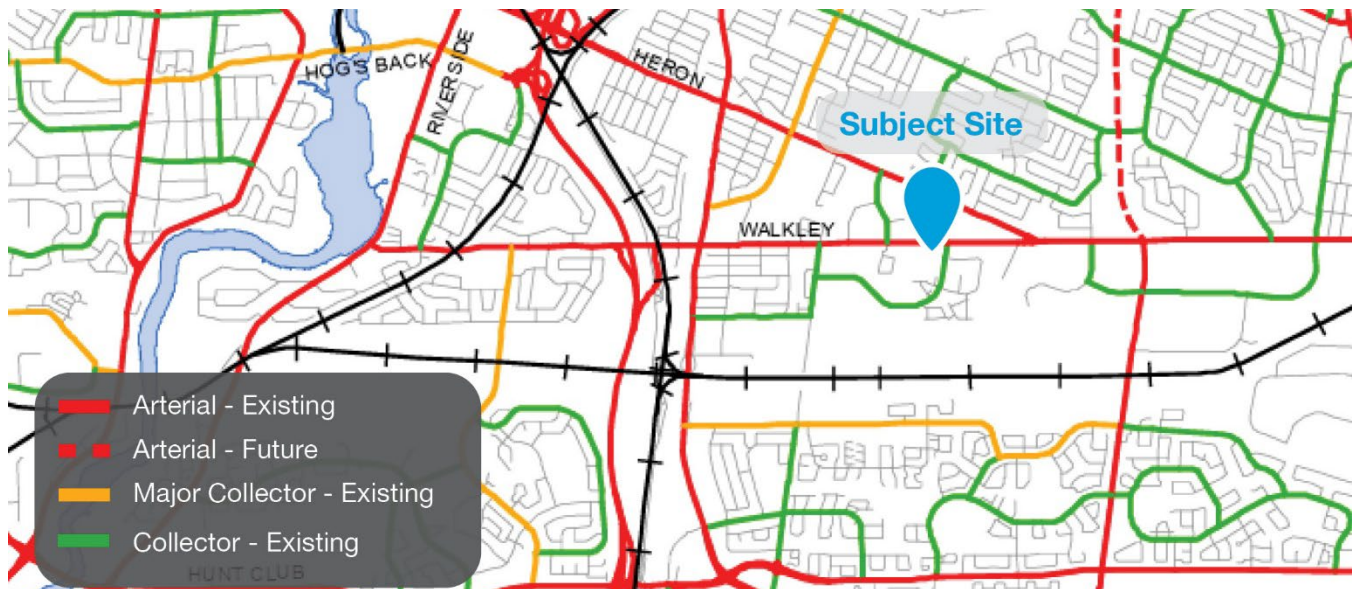 HOG'S BACK
RIVERSIDE
HERON
Subject Site
WALKLEY
Arterial - Existing
Arterial - Future
Major Collector - Existing
Collector - Existing
HUNT CLUB